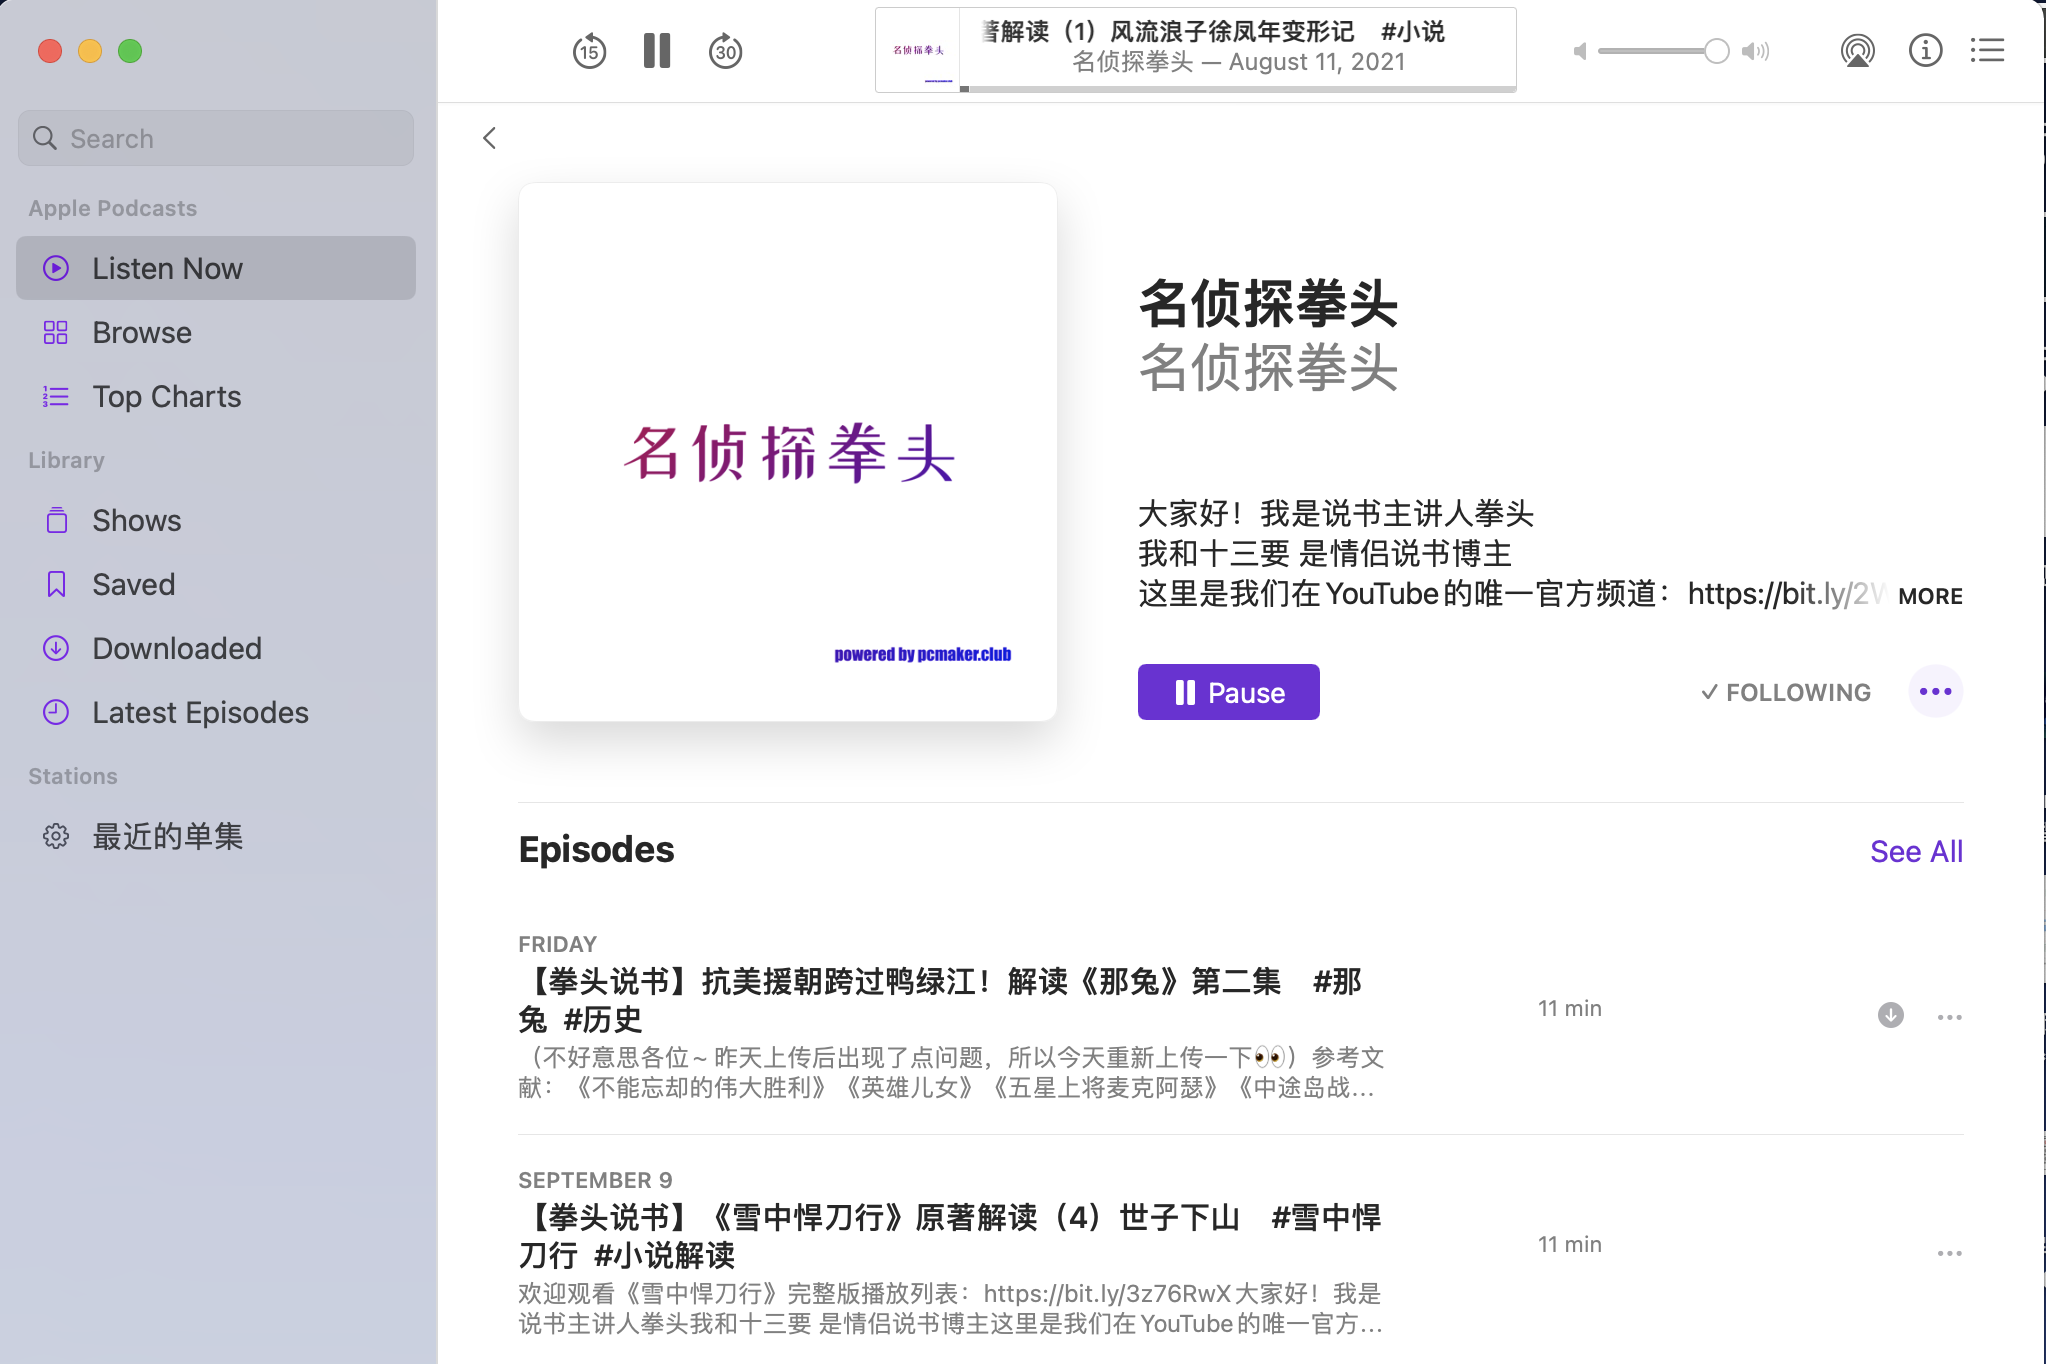 Search
Apple Podcasts
Listen Now
Browse
Top Charts
Library
Shows
Saved
Downloaded
Latest Episodes
Stations
最近的单集
15
30
名侦探拳头
著解读（1）风流浪子徐凤年变形记 #小说
名侦探拳头 — August 11, 2021
名侦探拳头
powered by pcmaker.club
名侦探拳头
名侦探拳头
大家好！我是说书主讲人拳头
我和十三要 是情侣说书博主
这里是我们在YouTube的唯一官方频道：https://bit.ly/2W MORE
Pause
FOLLOWING
Episodes
See All
FRIDAY
【拳头说书】抗美援朝跨过鸭绿江！解读《那兔》第二集 #那
兔 #历史
（不好意思各位~昨天上传后出现了点问题，所以今天重新上传一下👀）参考文
献：《不能忘却的伟大胜利》《英雄儿女》《五星上将麦克阿瑟》《中途岛战...
11 min
SEPTEMBER 9
【拳头说书】《雪中悍刀行》原著解读（4）世子下山 #雪中悍
刀行 #小说解读
欢迎观看《雪中悍刀行》完整版播放列表：https://bit.ly/3z76RwX大家好！我是
说书主讲人拳头我和十三要 是情侣说书博主这里是我们在YouTube的唯一官方...
11 min